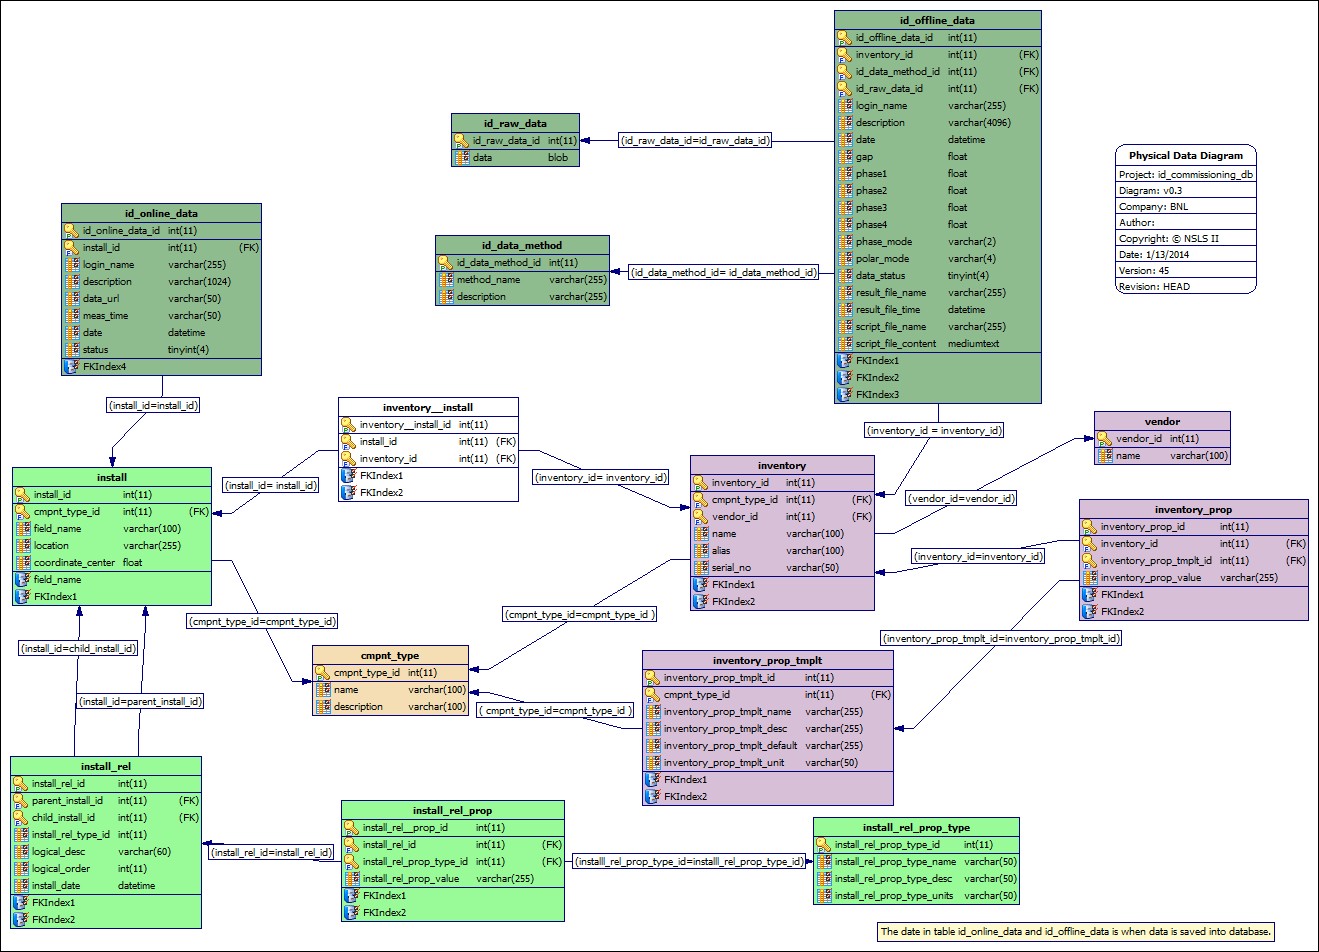 id_offline_data
id_offline_data_id int(11)
inventory_id int(11) (FK)
id_data_method_id int(11) (FK)
id_raw_data_id int(11) (FK)
login_name varchar(255)
description varchar(4096)
date datetime
gap float
phase1 float
phase2 float
phase3 float
phase4 float
phase_mode varchar(2)
polar_mode varchar(4)
data_status tinyint(4)
result_file_name varchar(255)
result_file_time datetime
script_file_name varchar(255)
script_file_content mediumtext
FKIndex1
FKIndex2
FKIndex3
id_raw_data
id_raw_data_id int(11)
data blob
(id_raw_data_id=id_raw_data_id)
Physical Data Diagram
Project: id_commissioning_db
Diagram: v0.3
Company: BNL
Author:
Copyright: © NSLS II
Date: 1/13/2014
Version: 45
Revision: HEAD
id_online_data
id_online_data_id int(11)
install_id int(11) (FK)
login_name varchar(255)
description varchar(1024)
data_url varchar(50)
meas_time varchar(50)
date datetime
status tinyint(4)
FKIndex4
id_data_method
id_data_method_id int(11)
method_name varchar(255)
description varchar(255)
(id_data_method_id= id_data_method_id)
(install_id=install_id)
inventory__install
inventory__install_id int(11)
install_id int(11) (FK)
inventory_id int(11) (FK)
FKIndex1
FKIndex2
(install_id= install_id)
(inventory_id= inventory_id)
(inventory_id = inventory_id)
vendor
vendor_id int(11)
name varchar(100)
(vendor_id=vendor_id)
install
install_id int(11)
cmpnt_type_id int(11) (FK)
field_name varchar(100)
location varchar(255)
coordinate_center float
field_name
FKIndex1
inventory
inventory_id int(11)
cmpnt_type_id int(11) (FK)
vendor_id int(11) (FK)
name varchar(100)
alias varchar(100)
serial_no varchar(50)
FKIndex1
FKIndex2
inventory_prop
inventory_prop_id int(11)
inventory_id int(11) (FK)
inventory_prop_tmplt_id int(11) (FK)
inventory_prop_value varchar(255)
FKIndex1
FKIndex2
(inventory_id=inventory_id)
(cmpnt_type_id=cmpnt_type_id)
(cmpnt_type_id=cmpnt_type_id )
(inventory_prop_tmplt_id=inventory_prop_tmplt_id)
(install_id=child_install_id)
(install_id=parent_install_id)
cmpnt_type
cmpnt_type_id int(11)
name varchar(100)
description varchar(100)
( cmpnt_type_id=cmpnt_type_id )
inventory_prop_tmplt
inventory_prop_tmplt_id int(11)
cmpnt_type_id int(11) (FK)
inventory_prop_tmplt_name varchar(255)
inventory_prop_tmplt_desc varchar(255)
inventory_prop_tmplt_default varchar(255)
inventory_prop_tmplt_unit varchar(50)
FKIndex1
FKIndex2
install_rel
install_rel_id int(11)
parent_install_id int(11) (FK)
child_install_id int(11) (FK)
install_rel_type_id int(11)
logical_desc varchar(60)
logical_order int(11)
install_date datetime
FKIndex1
FKIndex2
(install_rel_id=install_rel_id)
install_rel_prop
install_rel__prop_id int(11)
install_rel_id int(11) (FK)
install_rel_prop_type_id int(11) (FK)
install_rel_prop_value varchar(255)
FKIndex1
FKIndex2
(installl_rel_prop_type_id=installl_rel_prop_type_id)
install_rel_prop_type
install_rel_prop_type_id int(11)
install_rel_prop_type_name varchar(50)
install_rel_prop_type_desc varchar(50)
install_rel_prop_type_units varchar(50)
The date in table id_online_data and id_offline_data is when data is saved into database.